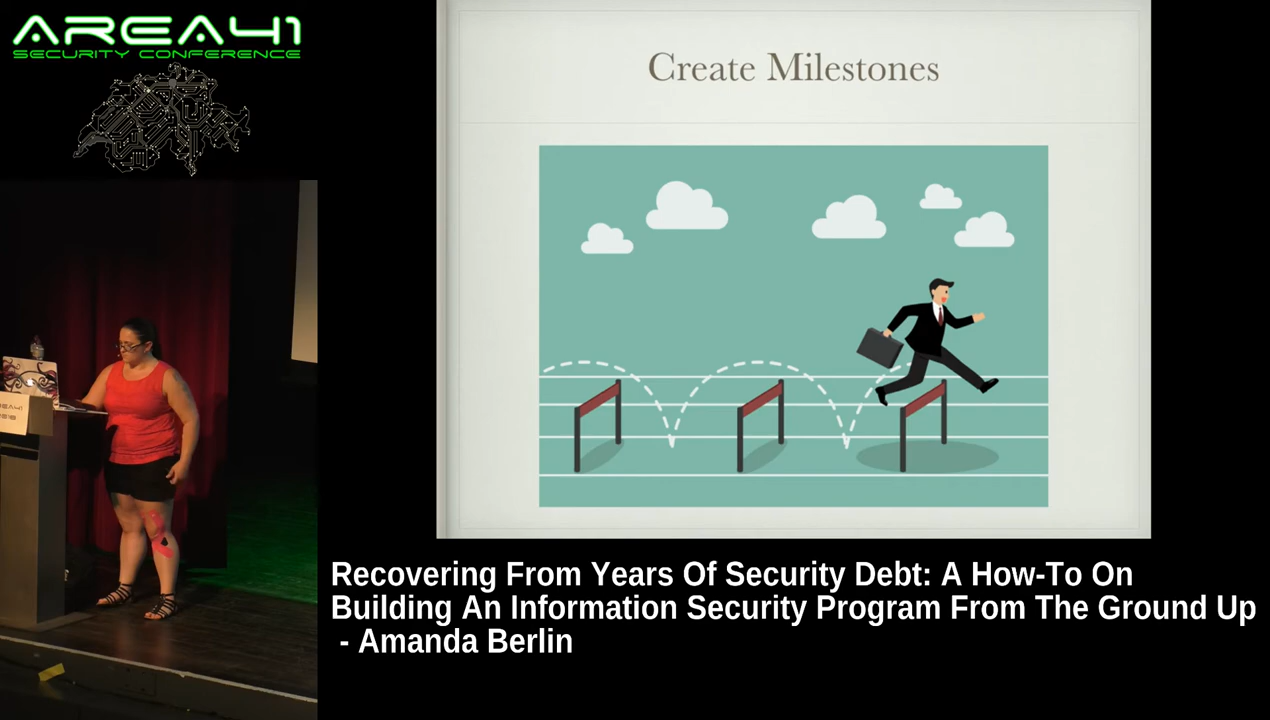 AREA41
SECURITY CONFERENCE
Create Milestones
AREA41
Recovering From Years Of Security Debt: A How-To On
Building An Information Security Program From The Ground Up
- Amanda Berlin